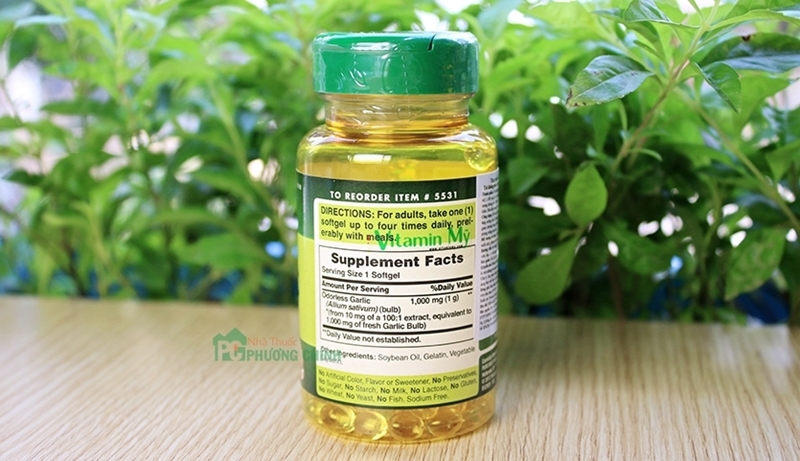 TO REORDER ITEM # 5531
DIRECTIONS: For adults, take one (1)
softgel up to four times daily, pref-
erably with meals.
Vitamin Mỹ
Supplement Facts
Serving Size 1 Softgel
Amount Per Serving %Daily Value
Odorless Garlic 1,000 mg (1 g) **
(Allium sativum) (bulb)
*(from 10 mg of a 100:1 extract, equivalent to
1,000 mg of fresh Garlic Bulb)
**Daily Value not established.
Other Ingredients: Soybean Oil, Gelatin, Vegetable
Nhà Thuốc
PHƯƠNG CHÍNH
No Artificial Color, Flavor or Sweetener, No Preservatives,
No Sugar, No Starch, No Milk, No Lactose, No Gluten,
No Wheat, No Yeast, No Fish. Sodium Free.